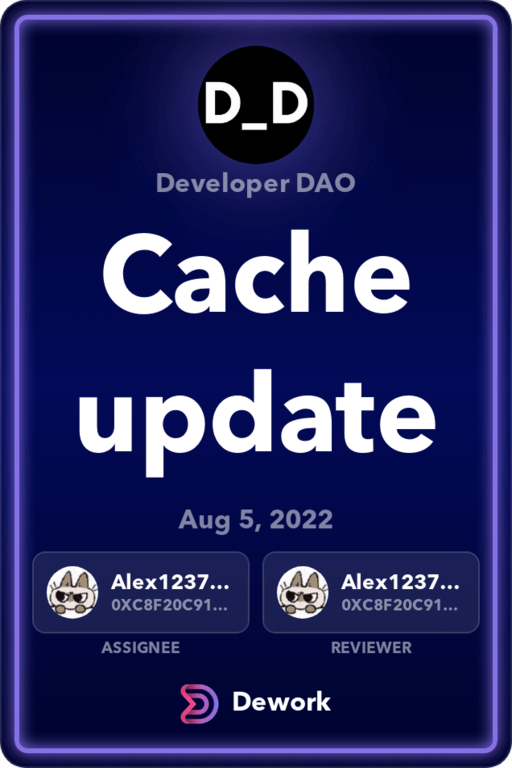 D_D
Developer DAO
Cache
update
Aug 5, 2022
Alex1237... Alex1237...
0XC8F20C91... 0XC8F20C91...
ASSIGNEE REVIEWER
Dework